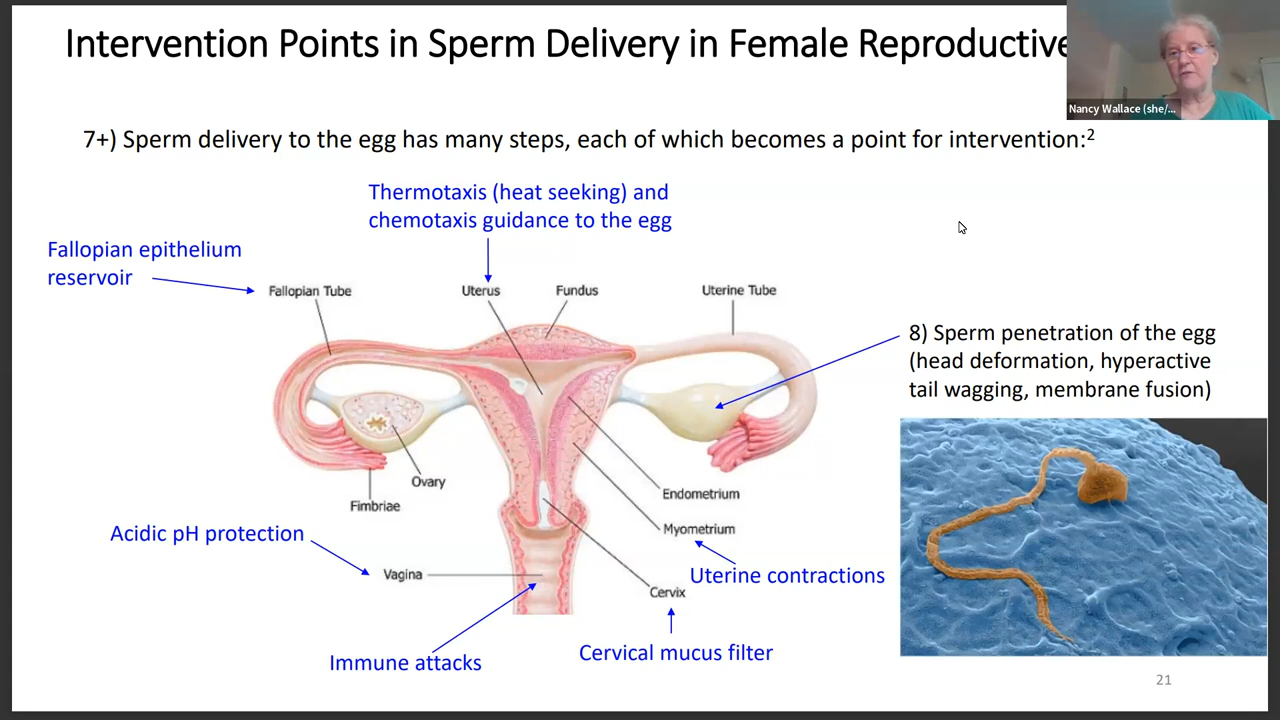 Intervention Points in Sperm Delivery in Female Reproductive
Nancy Wallace (she/...
7+) Sperm delivery to the egg has many steps, each of which becomes a point for intervention:²
Thermotaxis (heat seeking) and
chemotaxis guidance to the egg
Fallopian epithelium
reservoir
Fallopian Tube
Uterus
Fundus
Uterine Tube
8) Sperm penetration of the egg
(head deformation, hyperactive
tail wagging, membrane fusion)
Ovary
Fimbriae
Endometrium
Myometrium
Acidic pH protection
Vagina
Uterine contractions
Cervix
Immune attacks
Cervical mucus filter
21